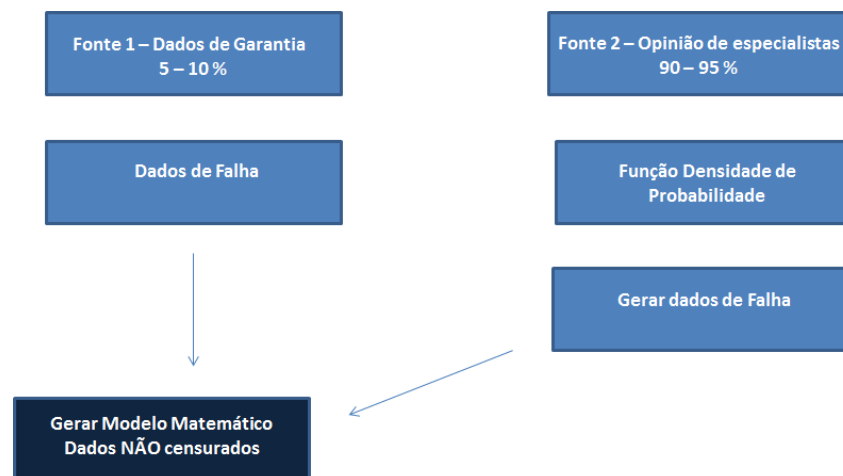 Fonte 1 – Dados de Garantia
5 – 10 %
Fonte 2 – Opinião de especialistas
90 – 95 %
Dados de Falha
Função Densidade de
Probabilidade
Gerar dados de Falha
Gerar Modelo Matemático
Dados NÃO censurados